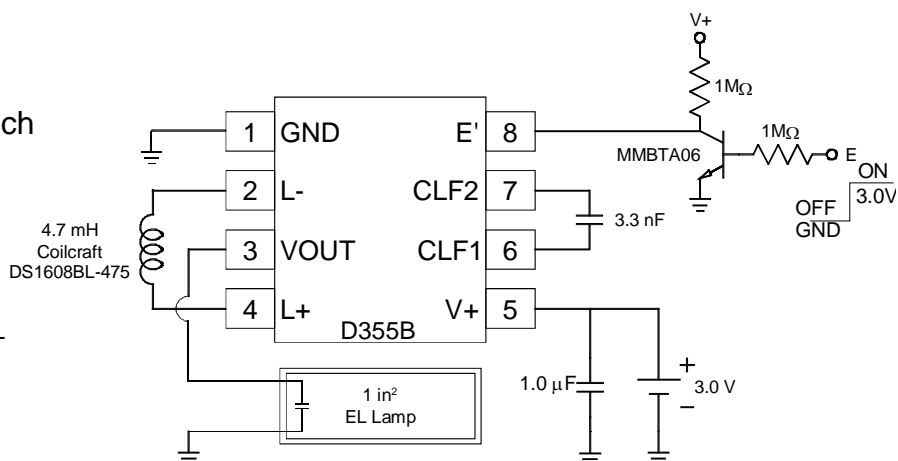 V+
1MΩ
ch
1 GND
E' 8
MMBTA06
1MΩ
E
ON
3.0V
OFF
GND
2 L-
CLF2 7
3.3 nF
4.7 mH
Coilcraft
DS1608BL-475
3 VOUT
CLF1 6
4 L+
V+ 5
D355B
1 in²
EL Lamp
1.0 µF
+
3.0 V
−